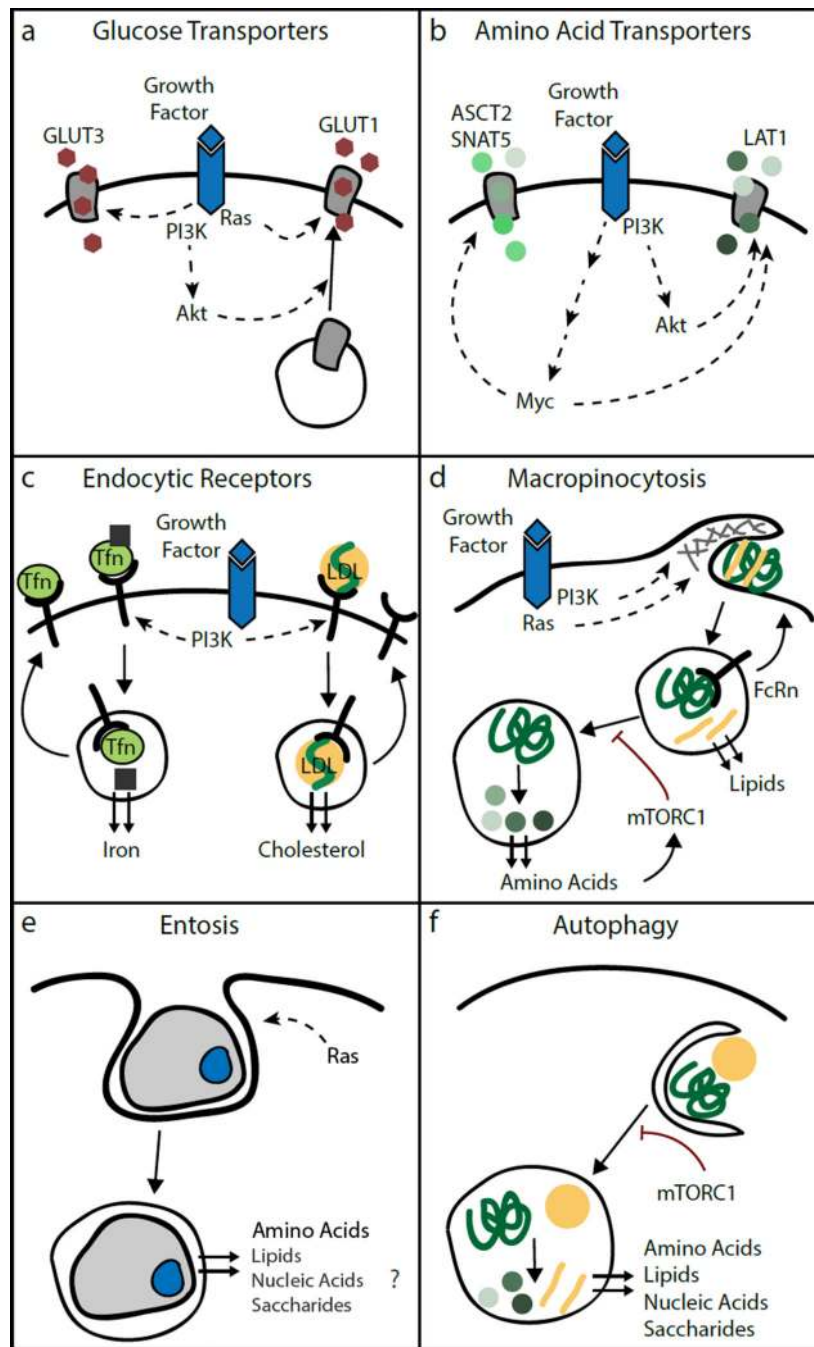 a
Glucose Transporters
Growth
Factor
GLUT3
GLUT1
Ras
PI3K
Akt
b
Amino Acid Transporters
ASCT2
SNAT5
Growth
Factor
LAT1
PI3K
Akt
Myc
c
Endocytic Receptors
Growth
Factor
Tfn
Tfn
LDL
PI3K
Tfn
LDL
Iron
Cholesterol
d
Macropinocytosis
Growth
Factor
PI3K
Ras
FcRn
Lipids
mTORC1
Amino Acids
e
Entosis
Ras
Amino Acids
Lipids
Nucleic Acids ?
Saccharides
f
Autophagy
mTORC1
Amino Acids
Lipids
Nucleic Acids
Saccharides